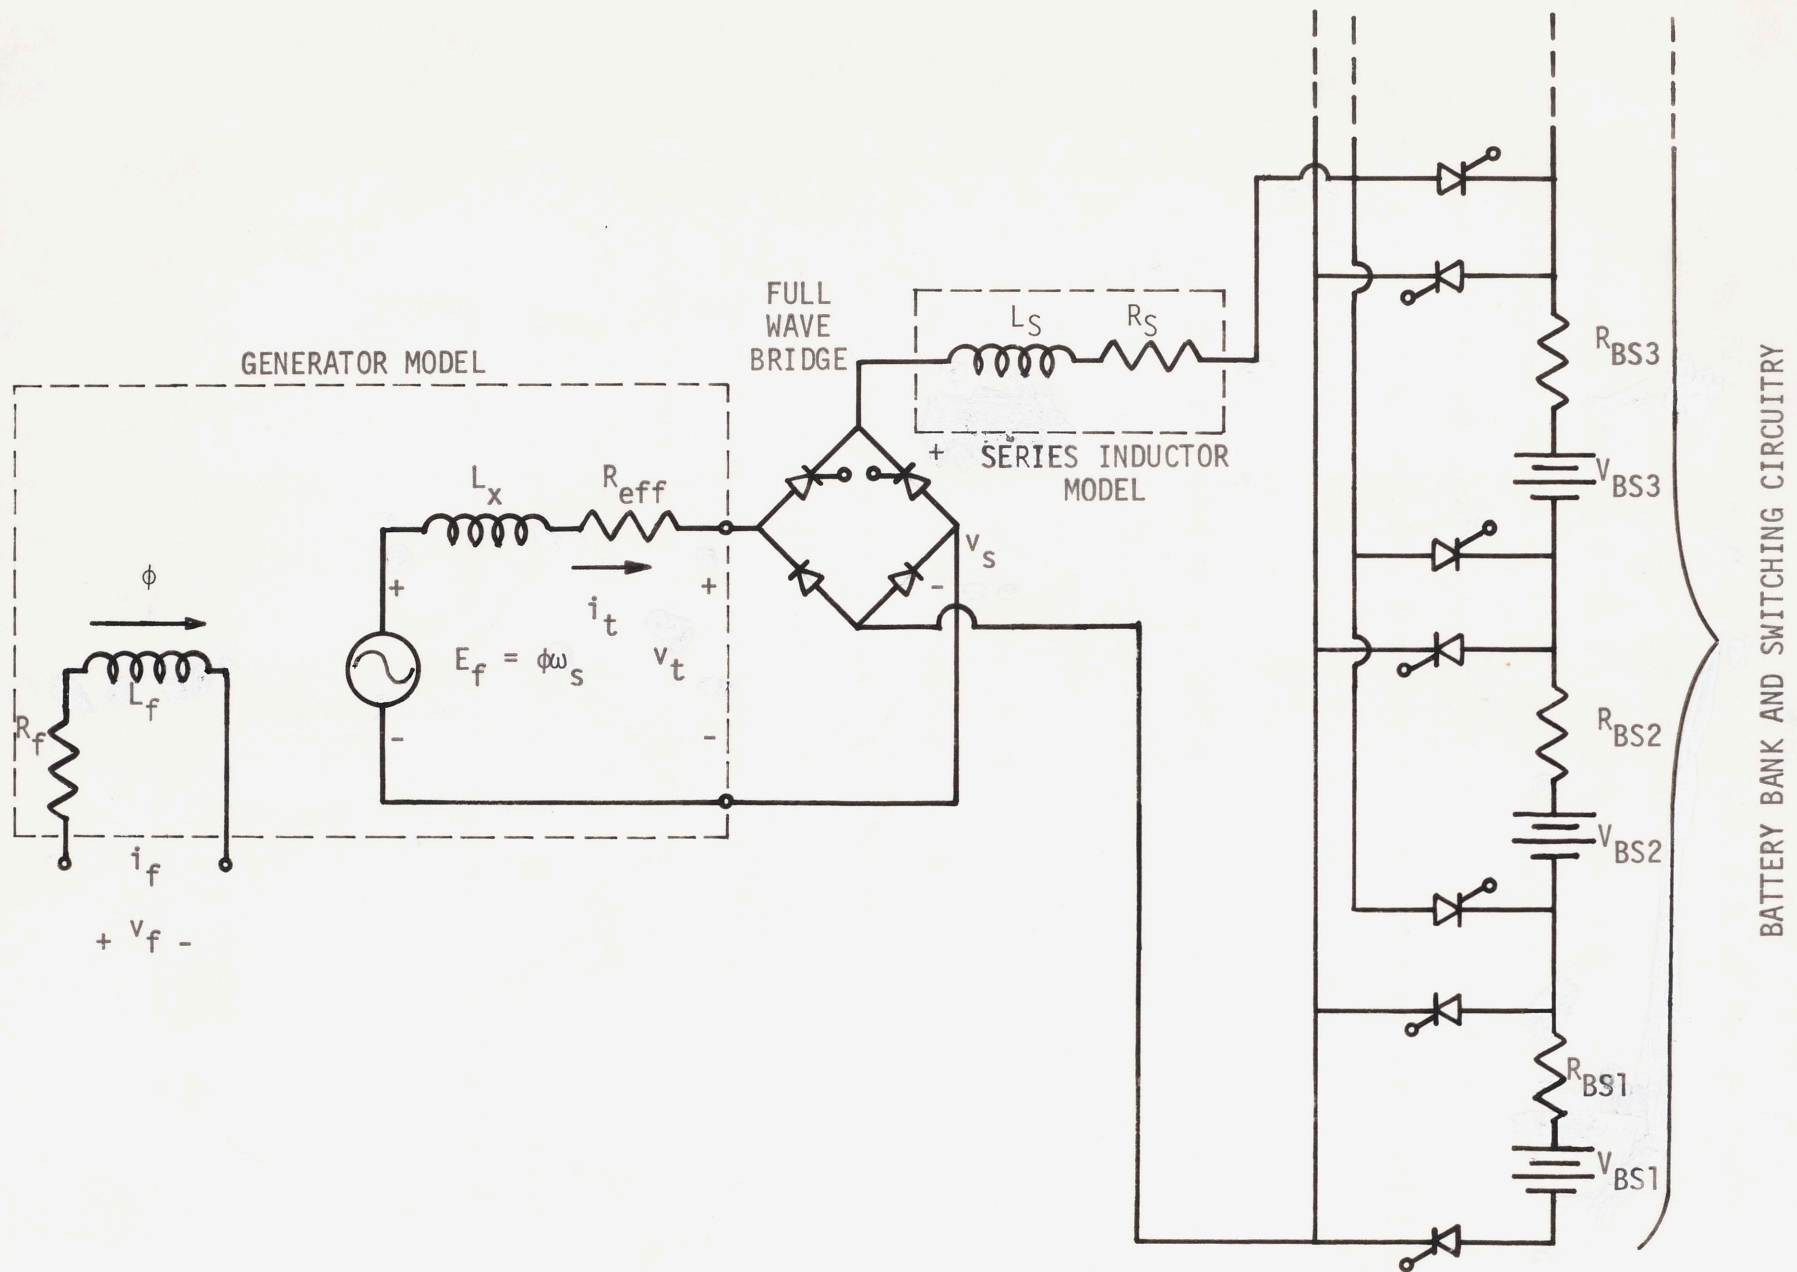 FULL
WAVE
BRIDGE
GENERATOR MODEL
L_S
R_S
+
SERIES INDUCTOR
MODEL
L_x
R_eff
v_s
-
ϕ
+
i_t
+
E_f = ϕω_s
v_t
L_f
R_f
-
-
i_f
+ v_f -
R_BS3
V_BS3
R_BS2
V_BS2
R_BS1
V_BS1
BATTERY BANK AND SWITCHING CIRCUITRY